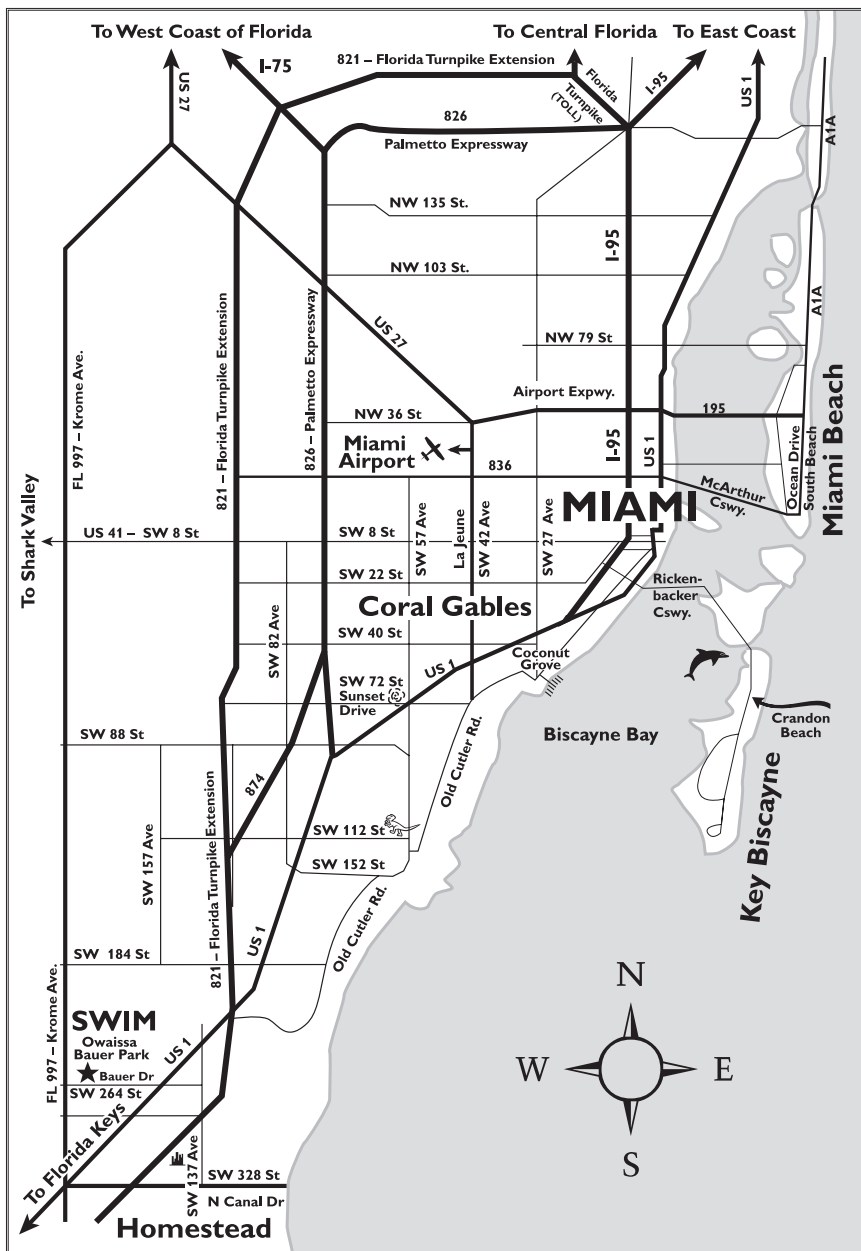 To West Coast of Florida
To Central Florida
To East Coast
US 27
I-75
821 – Florida Turnpike Extension
Florida
Turnpike
(TOLL)
I-95
US 1
A1A
826
Palmetto Expressway
NW 135 St.
I-95
NW 103 St.
A1A
US 27
NW 79 St
FL 997 – Krome Ave.
821 – Florida Turnpike Extension
826 – Palmetto Expressway
Airport Expwy.
195
NW 36 St
Miami
Airport
I-95
US 1
Ocean Drive
South Beach
Miami Beach
836
McArthur
Cswy.
MIAMI
To Shark Valley
US 41 – SW 8 St
SW 8 St
SW 57 Ave
La Jeune
SW 42 Ave
SW 27 Ave
SW 22 St
Coral Gables
Ricken-
backer
Cswy.
SW 82 Ave
SW 40 St
US 1
Coconut
Grove
SW 72 St
Sunset
Drive
Crandon
Beach
Biscayne Bay
SW 88 St
Old Cutler Rd.
874
Key Biscayne
SW 157 Ave
821 – Florida Turnpike Extension
SW 112 St
SW 152 St
US 1
Old Cutler Rd.
SW 184 St
FL 997 – Krome Ave.
SWIM
Owaissa
Bauer Park
Bauer Dr
US 1
SW 264 St
N
W
E
S
To Florida Keys
SW 137 Ave
SW 328 St
N Canal Dr
Homestead